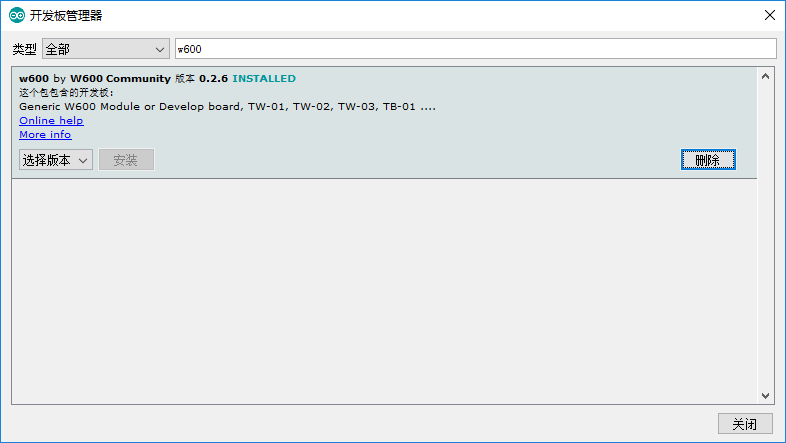 开发板管理器
类型 全部 w600
w600 by W600 Community 版本 0.2.6 INSTALLED
这个包包含的开发板:
Generic W600 Module or Develop board, TW-01, TW-02, TW-03, TB-01 ....
Online help
More info
选择版本 安装 删除
关闭